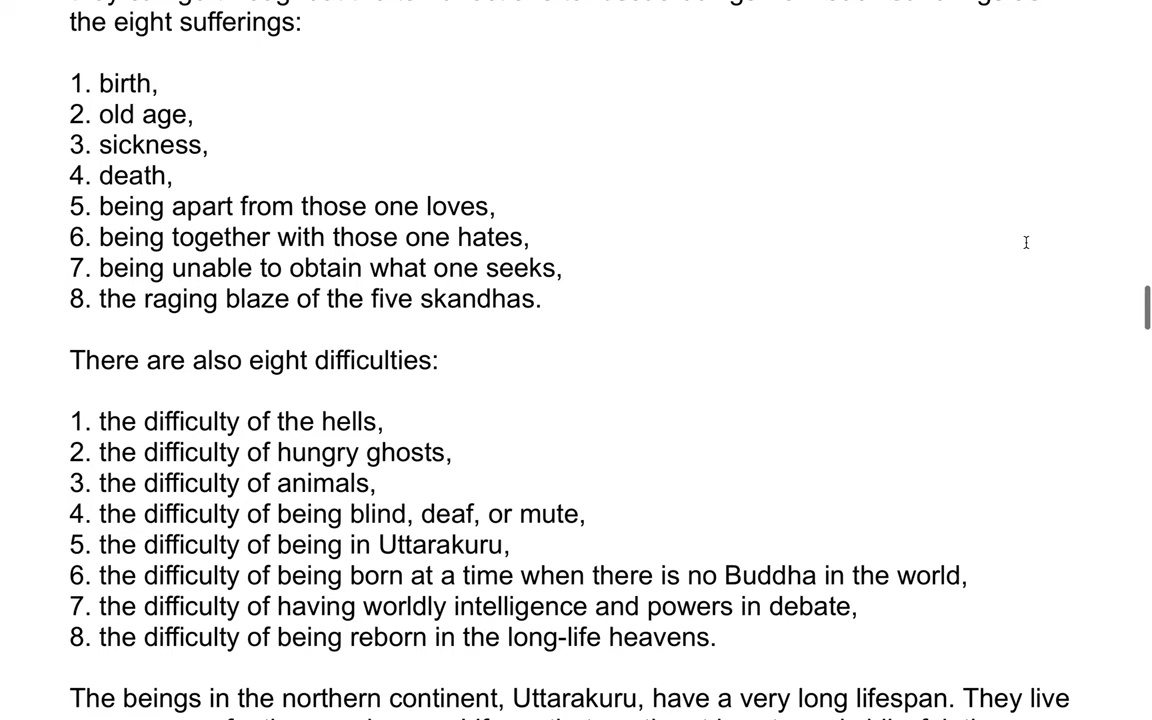 the eight sufferings:
1. birth,
2. old age,
3. sickness,
4. death,
5. being apart from those one loves,
6. being together with those one hates,
7. being unable to obtain what one seeks,
8. the raging blaze of the five skandhas.
There are also eight difficulties:
1. the difficulty of the hells,
2. the difficulty of hungry ghosts,
3. the difficulty of animals,
4. the difficulty of being blind, deaf, or mute,
5. the difficulty of being in Uttarakuru,
6. the difficulty of being born at a time when there is no Buddha in the world,
7. the difficulty of having worldly intelligence and powers in debate,
8. the difficulty of being reborn in the long-life heavens.
The beings in the northern continent, Uttarakuru, have a very long lifespan. They live